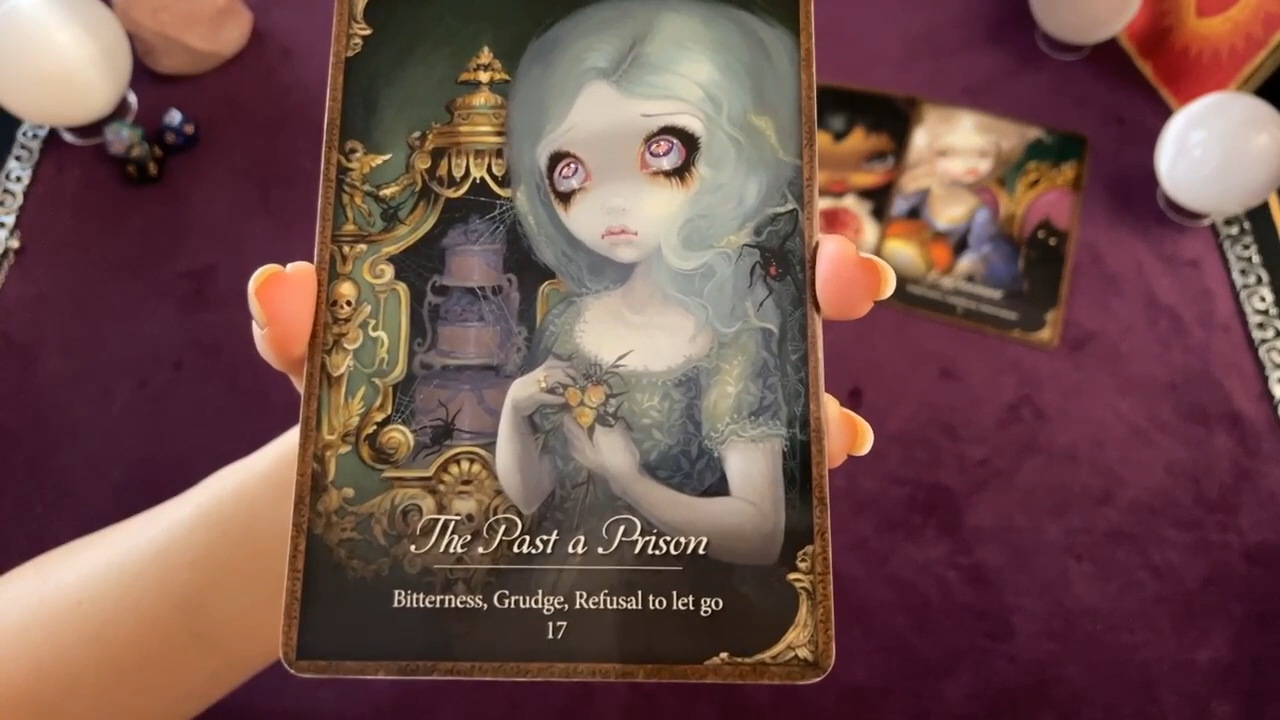 The Past a Prison
Bitterness, Grudge, Refusal to let go
17